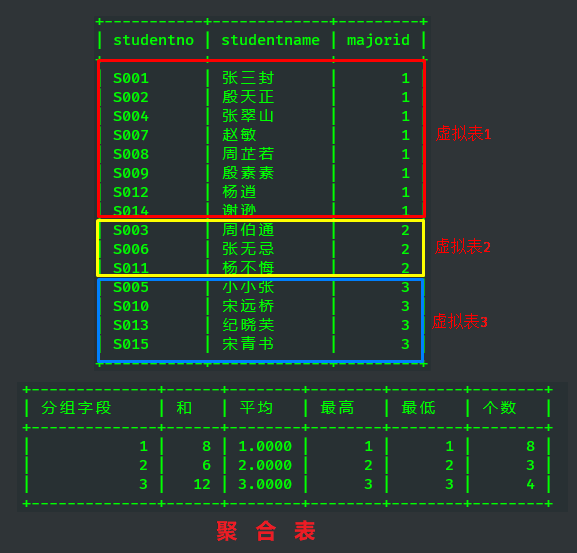 studentno | studentname | majorid
S001 | 张三封 | 1
S002 | 殷天正 | 1
S004 | 张翠山 | 1
S007 | 赵敏 | 1
虚拟表1
S008 | 周芷若 | 1
S009 | 殷素素 | 1
S012 | 杨逍 | 1
S014 | 谢逊 | 1
S003 | 周伯通 | 2
S006 | 张无忌 | 2
虚拟表2
S011 | 杨不悔 | 2
S005 | 小小张 | 3
S010 | 宋远桥 | 3
S013 | 纪晓芙 | 3
虚拟表3
S015 | 宋青书 | 3
分组字段 | 和 | 平均 | 最高 | 最低 | 个数
1 | 8 | 1.0000 | 1 | 1 | 8
2 | 6 | 2.0000 | 2 | 2 | 3
3 | 12 | 3.0000 | 3 | 3 | 4
聚 合 表